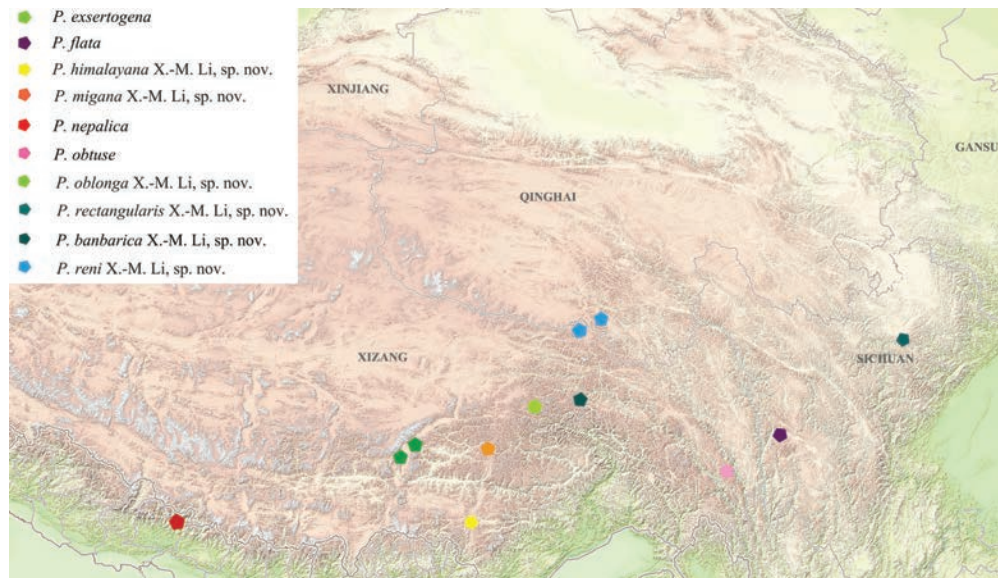 P. exsertogena
P. flata
P. himalayana X.-M. Li, sp. nov.
P. migana X.-M. Li, sp. nov.
P. nepalica
P. obtuse
P. oblonga X.-M. Li, sp. nov.
P. rectangularis X.-M. Li, sp. nov.
P. banbarica X.-M. Li, sp. nov.
P. reni X.-M. Li, sp. nov.
XINJIANG
GANSU
QINGHAI
XIZANG
SICHUAN